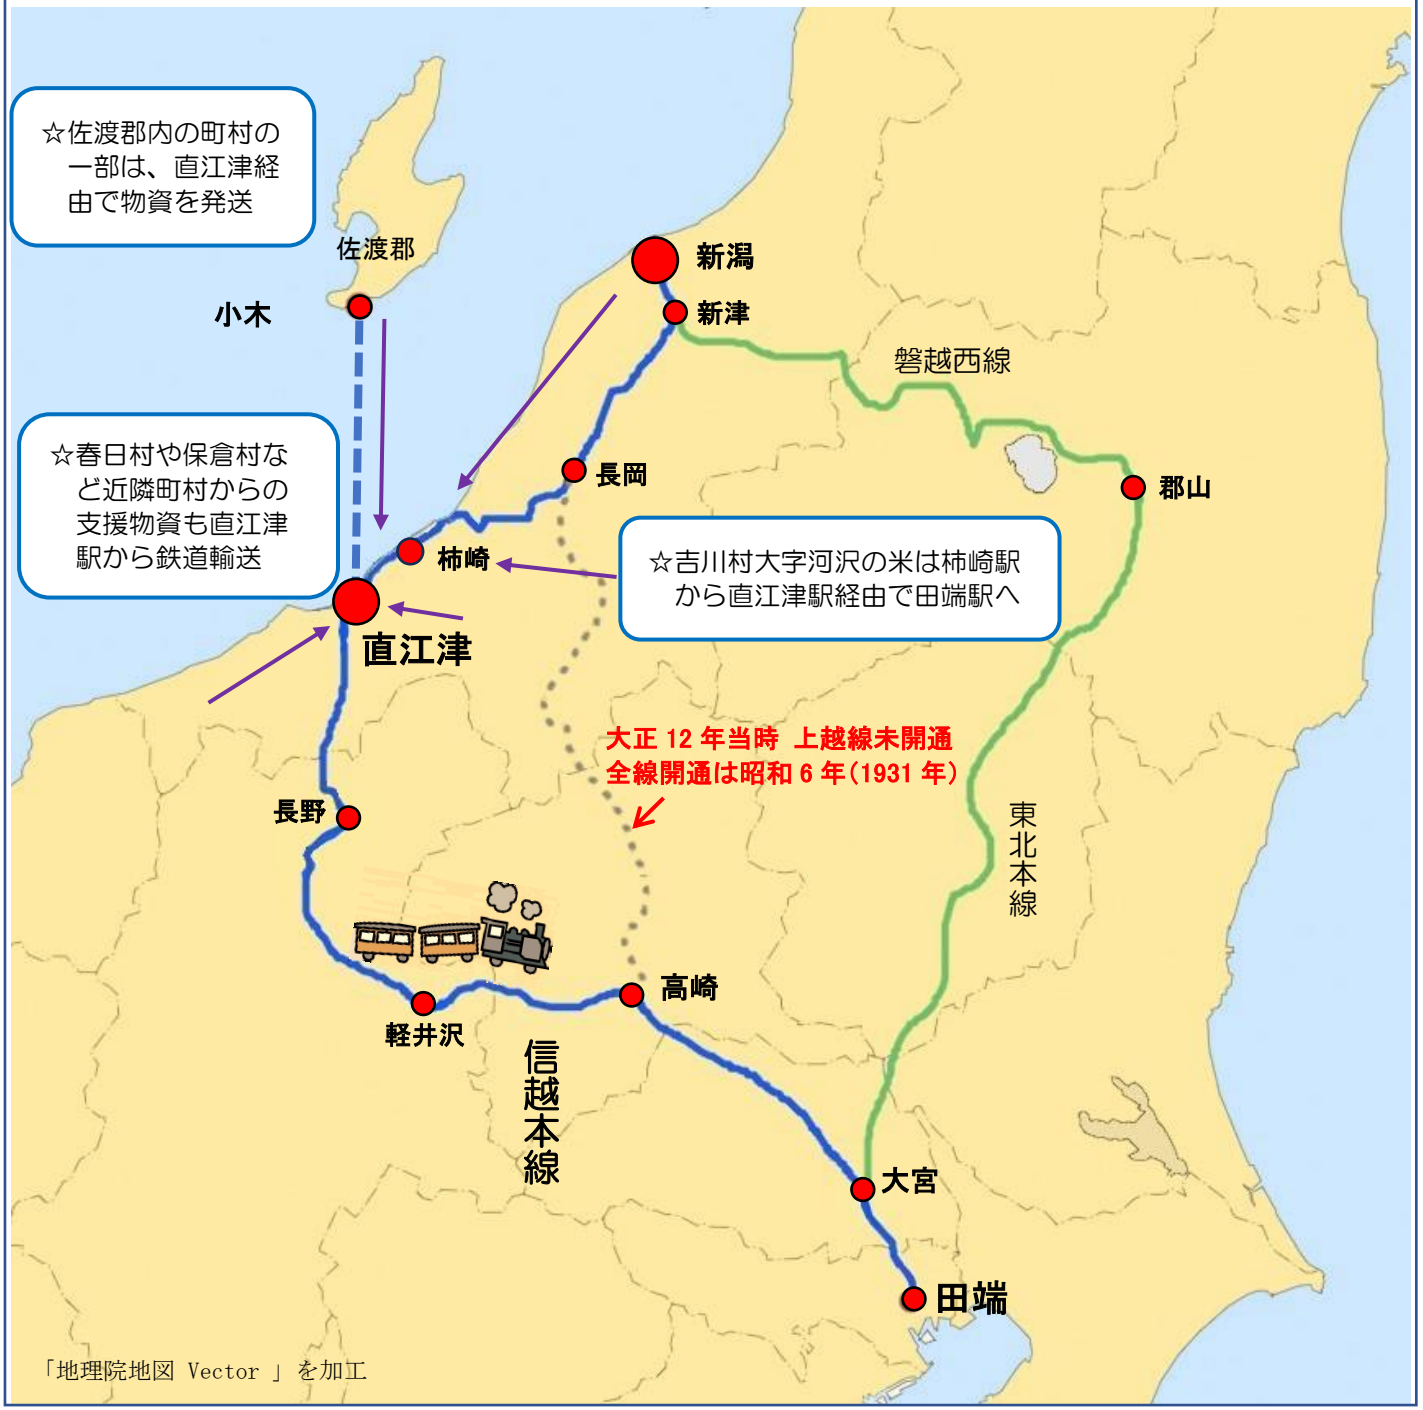 ☆佐渡郡内の町村の
一部は、直江津経
由で物資を発送
佐渡郡
小木
新潟
新津
磐越西線
☆春日村や保倉村な
ど近隣町村からの
支援物資も直江津
駅から鉄道輸送
長岡
郡山
柿崎
☆吉川村大字河沢の米は柿崎駅
から直江津駅経由で田端駅へ
直江津
大正 12 年当時 上越線未開通
全線開通は昭和 6 年(1931 年)
長野
東北本線
高崎
軽井沢
信越本線
大宮
田端
「地理院地図 Vector 」を加工